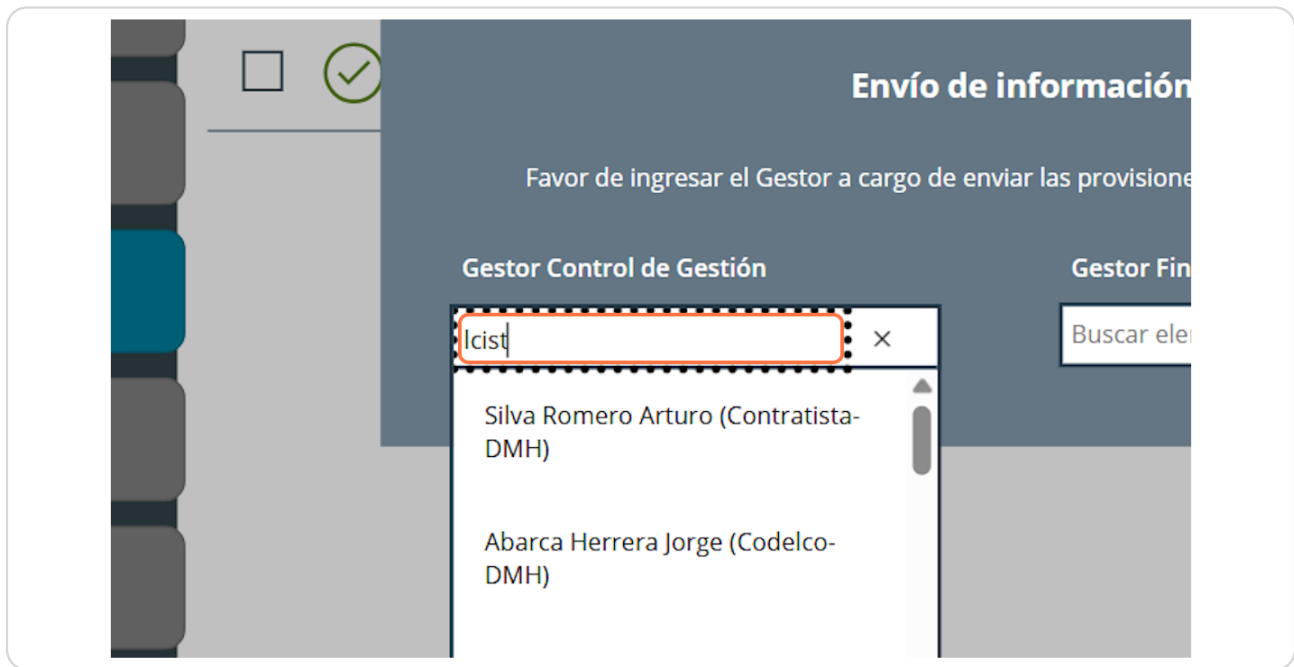 Envío de información
Favor de ingresar el Gestor a cargo de enviar las provisione
Gestor Control de Gestión
Gestor Fin
lcist
Buscar ele
Silva Romero Arturo (Contratista-
DMH)
Abarca Herrera Jorge (Codelco-
DMH)